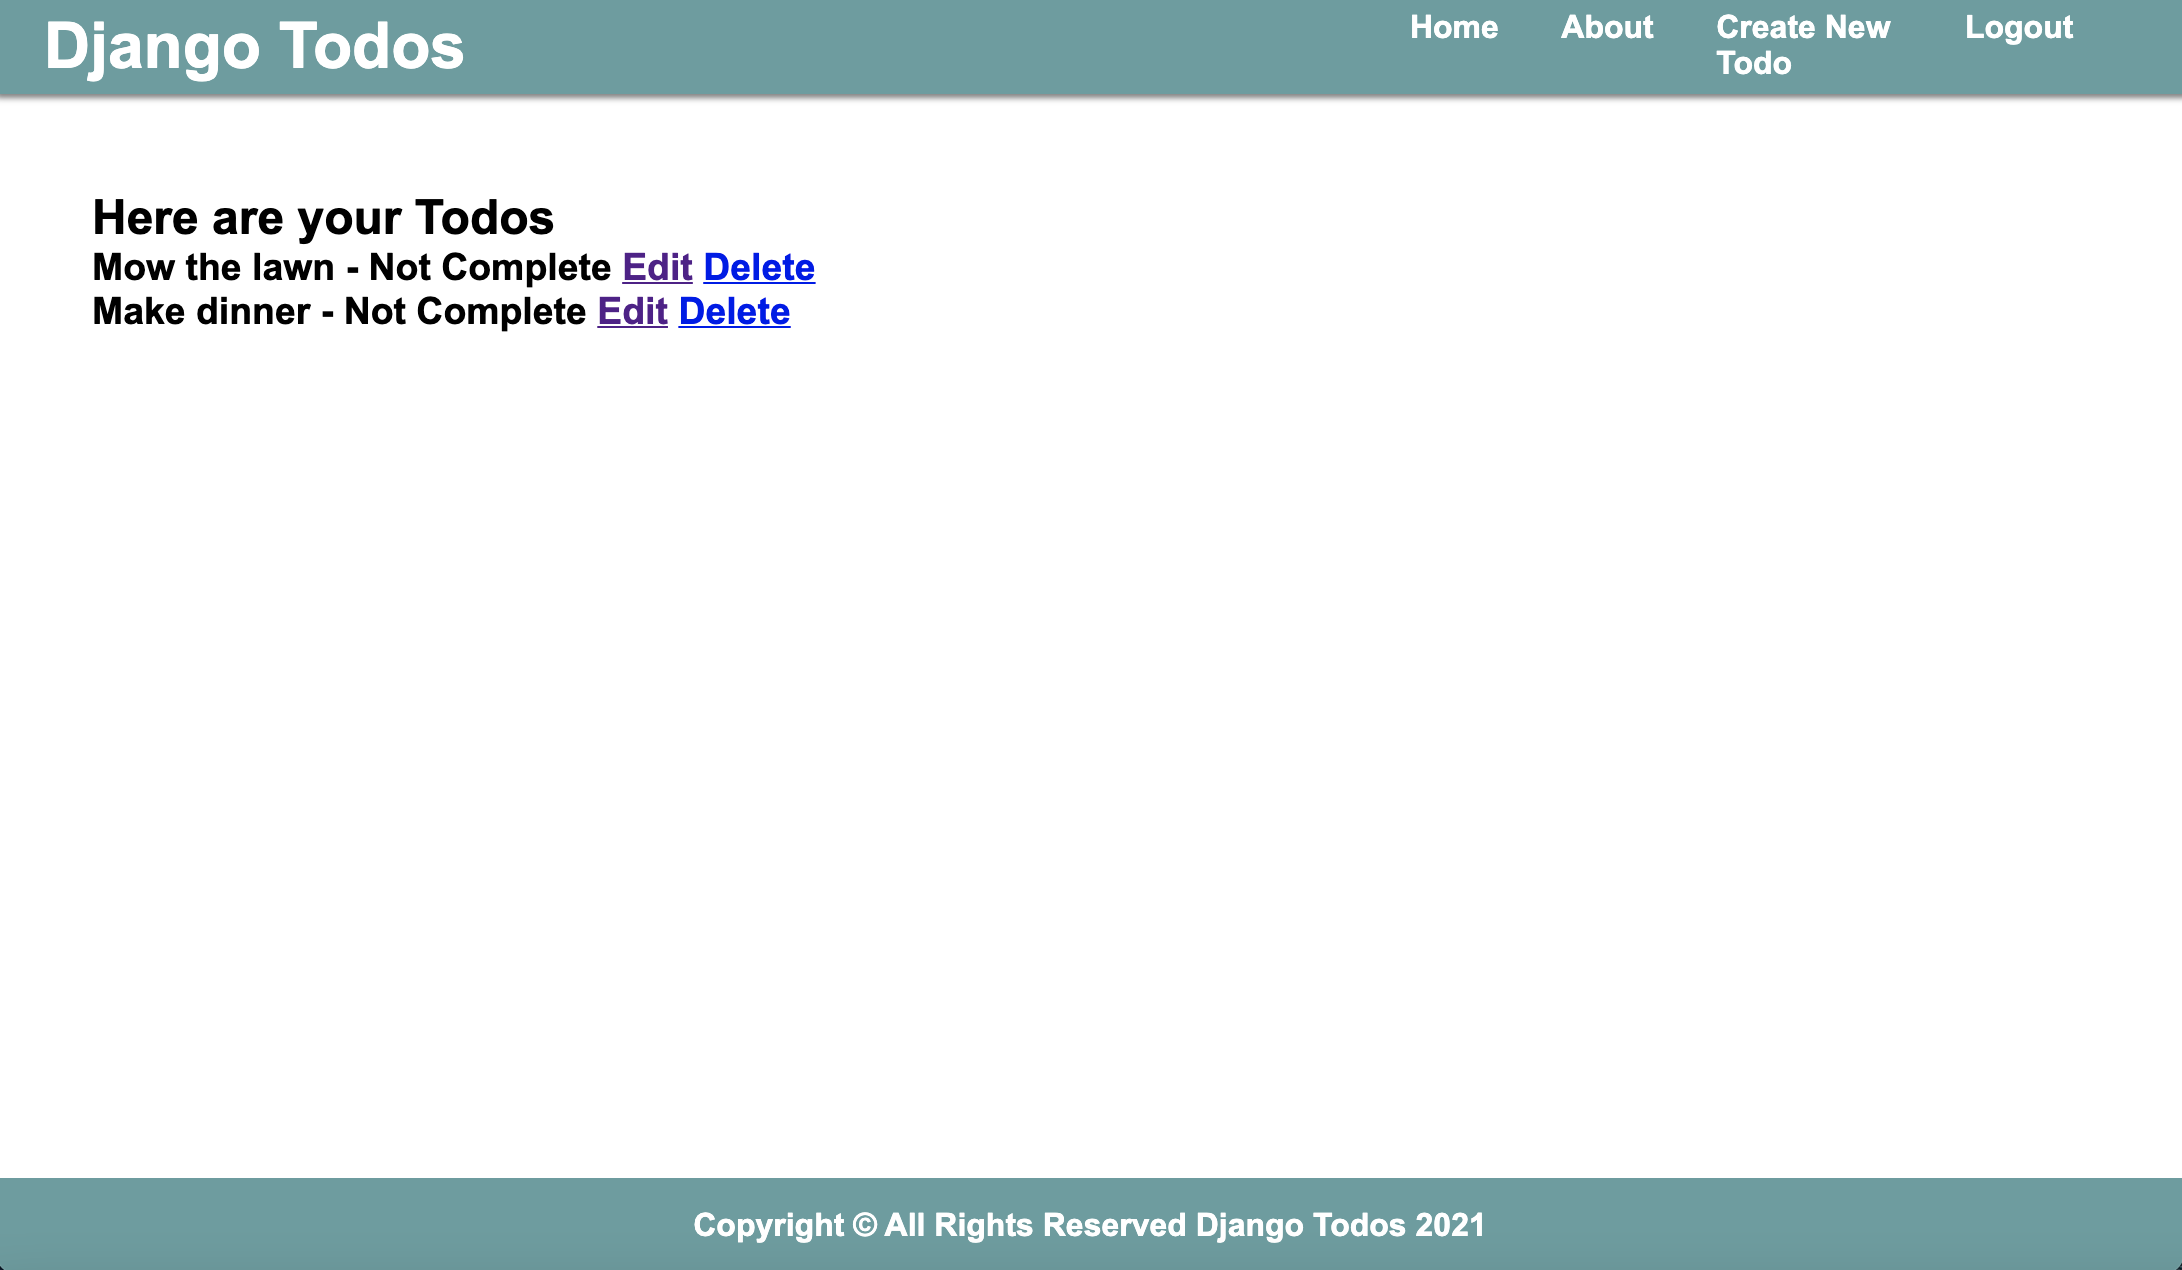 Django Todos
Home About Create New Todo Logout
Here are your Todos
Mow the lawn - Not Complete Edit Delete
Make dinner - Not Complete Edit Delete
Copyright © All Rights Reserved Django Todos 2021